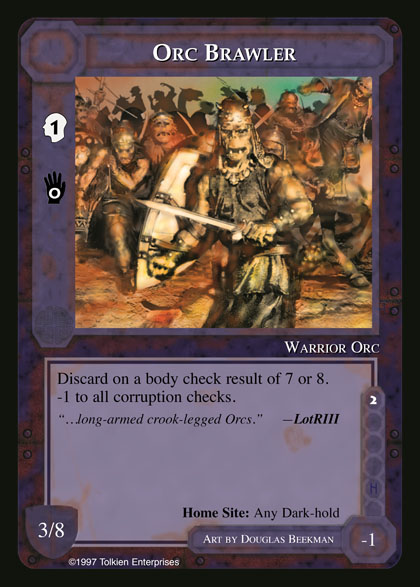 ORC BRAWLER
1
0
WARRIOR ORC
Discard on a body check result of 7 or 8.
-1 to all corruption checks.
“…long-armed crook-legged Orcs.” —LotRIII
2
H
Home Site: Any Dark-hold
3/8
ART BY DOUGLAS BEEKMAN
-1
©1997 Tolkien Enterprises